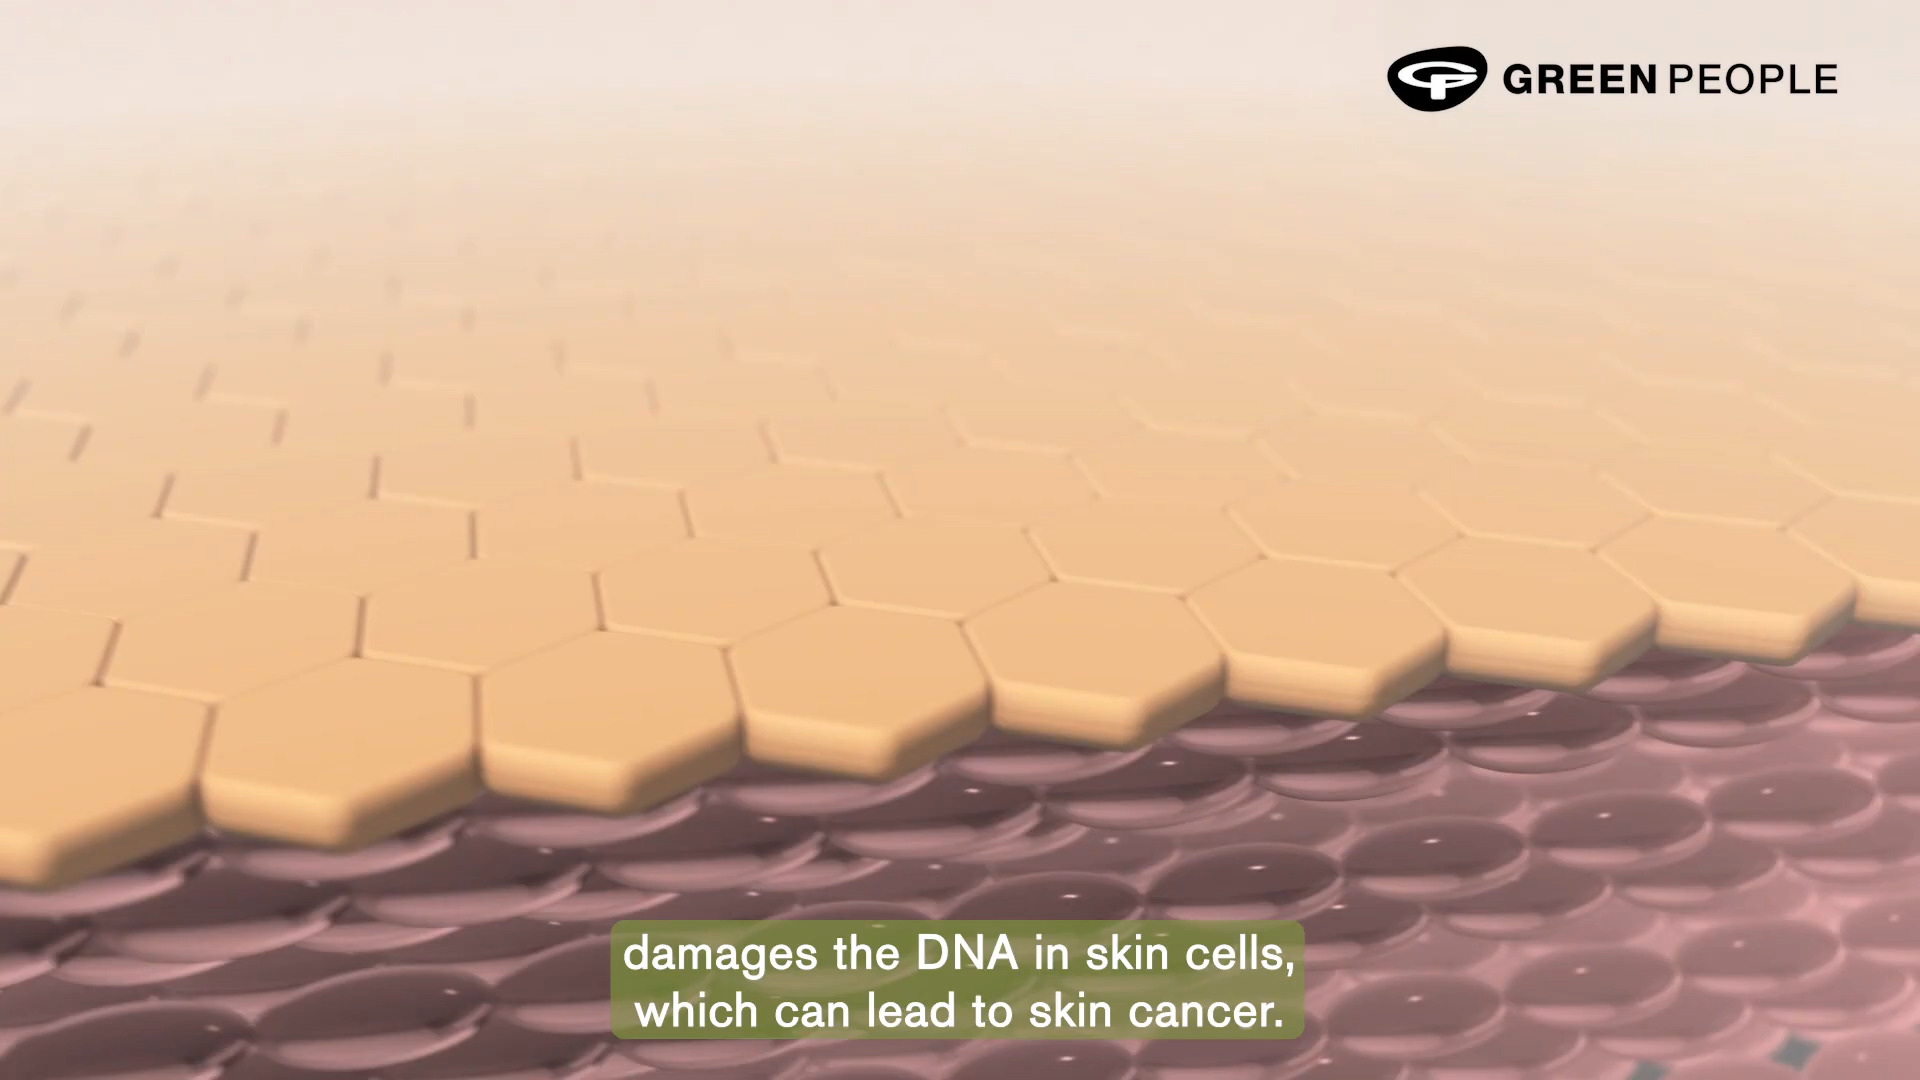 GREEN PEOPLE
damages the DNA in skin cells,
which can lead to skin cancer.